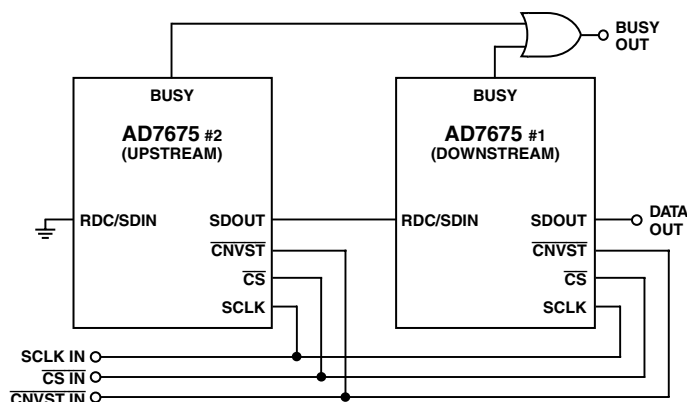 BUSY
OUT
BUSY
BUSY
AD7675 #2
(UPSTREAM)
AD7675 #1
(DOWNSTREAM)
RDC/SDIN
SDOUT
RDC/SDIN
SDOUT
DATA
OUT
CNVST
CNVST
CS
CS
SCLK
SCLK
SCLK IN
CS IN
CNVST IN